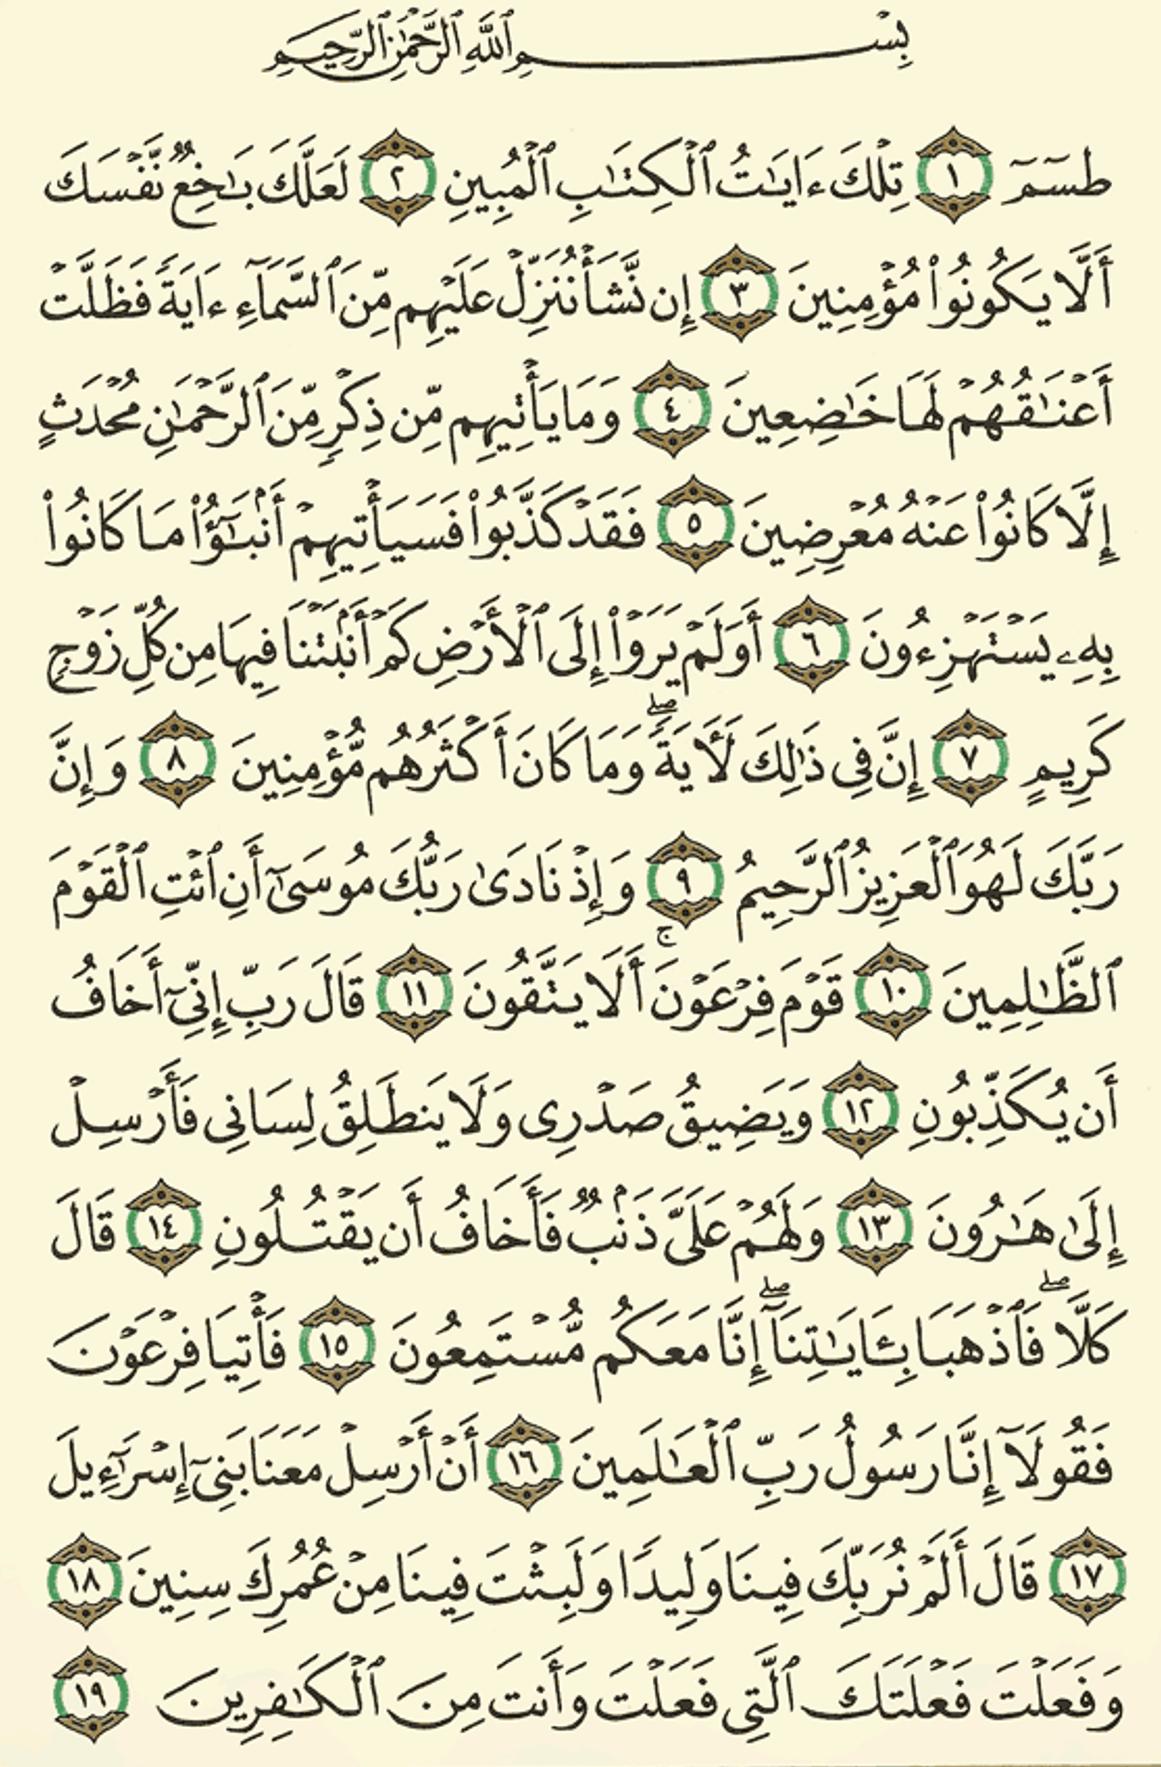 بِسْمِ ٱللَّهِ ٱلرَّحْمَٰنِ ٱلرَّحِيمِ
طسٓمٓ ١ تِلْكَ ءَايَٰتُ ٱلْكِتَٰبِ ٱلْمُبِينِ ٢ لَعَلَّكَ بَٰخِعٌ نَّفْسَكَ
أَلَّا يَكُونُوا۟ مُؤْمِنِينَ ٣ إِن نَّشَأْ نُنَزِّلْ عَلَيْهِم مِّنَ ٱلسَّمَآءِ ءَايَةً فَظَلَّتْ
أَعْنَٰقُهُمْ لَهَا خَٰضِعِينَ ٤ وَمَا يَأْتِيهِم مِّن ذِكْرٍ مِّنَ ٱلرَّحْمَٰنِ مُحْدَثٍ
إِلَّا كَانُوا۟ عَنْهُ مُعْرِضِينَ ٥ فَقَدْ كَذَّبُوا۟ فَسَيَأْتِيهِمْ أَنۢبَٰٓؤُا۟ مَا كَانُوا۟
بِهِۦ يَسْتَهْزِءُونَ ٦ أَوَلَمْ يَرَوْا۟ إِلَى ٱلْأَرْضِ كَمْ أَنۢبَتْنَا فِيهَا مِن كُلِّ زَوْجٍ
كَرِيمٍ ٧ إِنَّ فِى ذَٰلِكَ لَـَٔايَةً ۖ وَمَا كَانَ أَكْثَرُهُم مُّؤْمِنِينَ ٨ وَإِنَّ
رَبَّكَ لَهُوَ ٱلْعَزِيزُ ٱلرَّحِيمُ ٩ وَإِذْ نَادَىٰ رَبُّكَ مُوسَىٰٓ أَنِ ٱئْتِ ٱلْقَوْمَ
ٱلظَّٰلِمِينَ ١٠ قَوْمَ فِرْعَوْنَ ۚ أَلَا يَتَّقُونَ ١١ قَالَ رَبِّ إِنِّىٓ أَخَافُ
أَن يُكَذِّبُونِ ١٢ وَيَضِيقُ صَدْرِى وَلَا يَنطَلِقُ لِسَانِى فَأَرْسِلْ
إِلَىٰ هَٰرُونَ ١٣ وَلَهُمْ عَلَىَّ ذَنۢبٌ فَأَخَافُ أَن يَقْتُلُونِ ١٤ قَالَ
كَلَّا ۖ فَٱذْهَبَا بِـَٔايَٰتِنَآ ۖ إِنَّا مَعَكُم مُّسْتَمِعُونَ ١٥ فَأْتِيَا فِرْعَوْنَ
فَقُولَآ إِنَّا رَسُولُ رَبِّ ٱلْعَٰلَمِينَ ١٦ أَنْ أَرْسِلْ مَعَنَا بَنِىٓ إِسْرَٰٓءِيلَ
١٧ قَالَ أَلَمْ نُرَبِّكَ فِينَا وَلِيدًا وَلَبِثْتَ فِينَا مِنْ عُمُرِكَ سِنِينَ ١٨
وَفَعَلْتَ فَعْلَتَكَ ٱلَّتِى فَعَلْتَ وَأَنتَ مِنَ ٱلْكَٰفِرِينَ ١٩